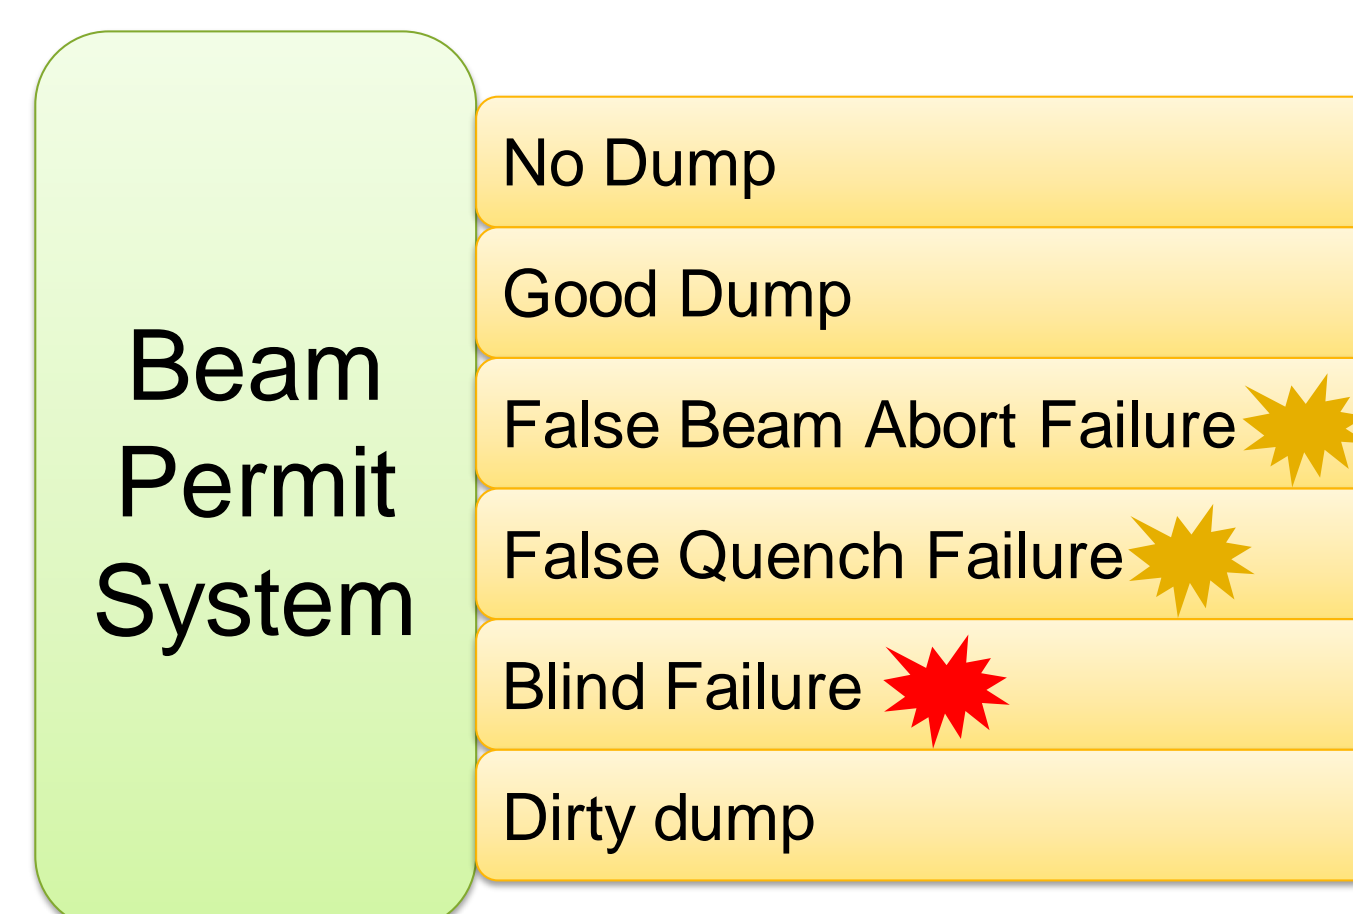 Beam
Permit
System
No Dump
Good Dump
False Beam Abort Failure
False Quench Failure
Blind Failure
Dirty dump